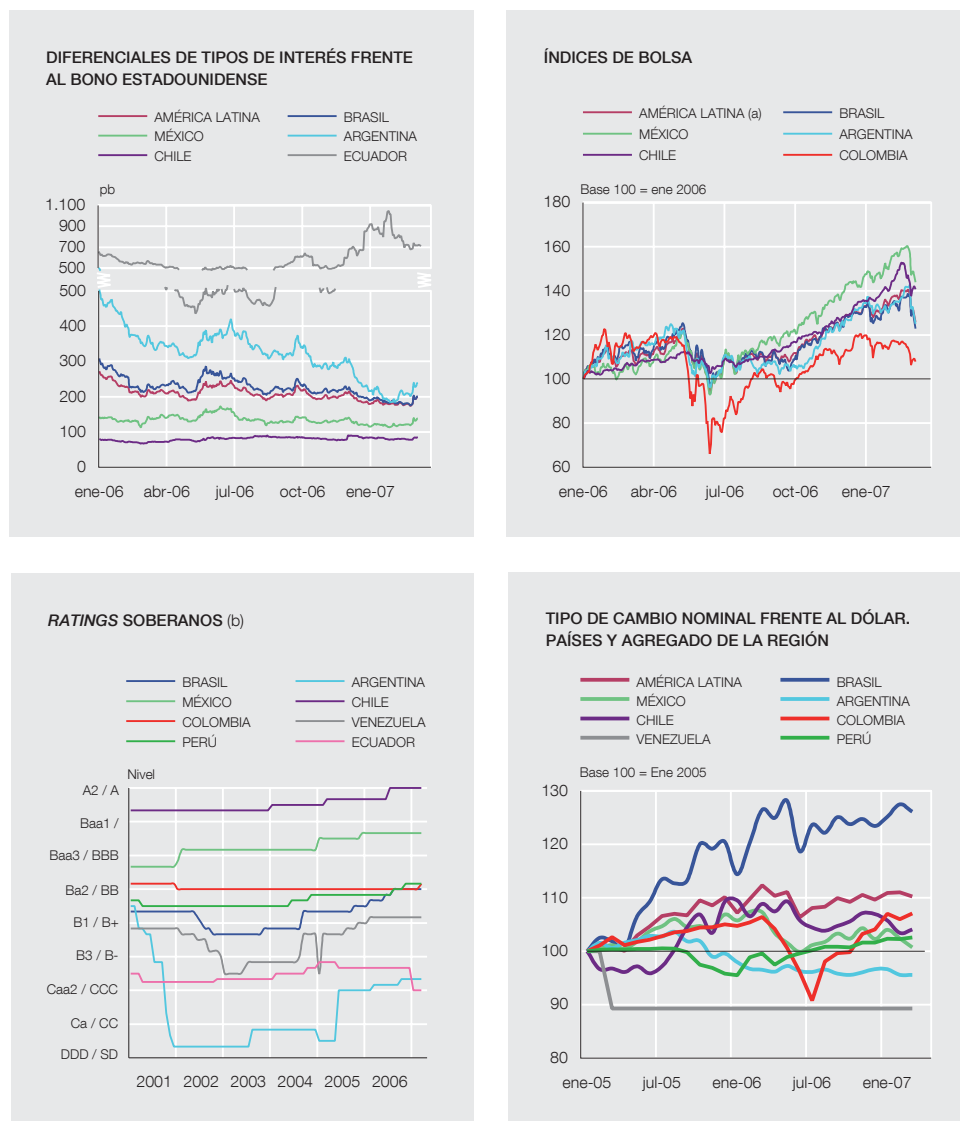 DIFERENCIALES DE TIPOS DE INTERÉS FRENTE
AL BONO ESTADOUNIDENSE
AMÉRICA LATINA
BRASIL
MÉXICO
ARGENTINA
CHILE
ECUADOR
pb
1.100
900
700
500
500
400
300
200
100
0
ene-06 abr-06 jul-06 oct-06 ene-07
ÍNDICES DE BOLSA
AMÉRICA LATINA (a)
BRASIL
MÉXICO
ARGENTINA
CHILE
COLOMBIA
Base 100 = ene 2006
180
160
140
120
100
80
60
ene-06 abr-06 jul-06 oct-06 ene-07
RATINGS SOBERANOS (b)
BRASIL
ARGENTINA
MÉXICO
CHILE
COLOMBIA
VENEZUELA
PERÚ
ECUADOR
Nivel
A2 / A
Baa1 /
Baa3 / BBB
Ba2 / BB
B1 / B+
B3 / B-
Caa2 / CCC
Ca / CC
DDD / SD
2001 2002 2003 2004 2005 2006
TIPO DE CAMBIO NOMINAL FRENTE AL DÓLAR.
PAÍSES Y AGREGADO DE LA REGIÓN
AMÉRICA LATINA
BRASIL
MÉXICO
ARGENTINA
CHILE
COLOMBIA
VENEZUELA
PERÚ
Base 100 = Ene 2005
130
120
110
100
90
80
ene-05 jul-05 ene-06 jul-06 ene-07